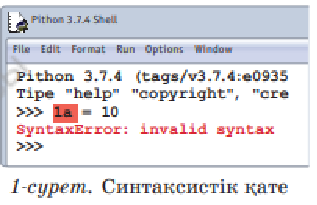 Pithon 3.7.4 Shell
File Edit Format Run Options Window
Pithon 3.7.4 (tags/v3.7.4:e0935
Tipe "help" "copyright", "cre
>>> 1a = 10
SyntaxError: invalid syntax
>>>
1-сурет. Синтаксистік қате